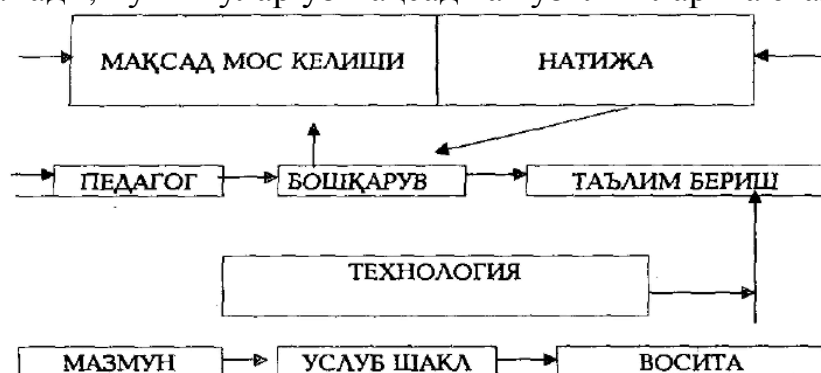 МАҚСАД МОС КЕЛИШИ НАТИЖА
ПЕДАГОГ БОШҚАРУВ ТАЪЛИМ БЕРИШ
ТЕХНОЛОГИЯ
МАЗМУН УСЛУБ ШАКЛ ВОСИТА